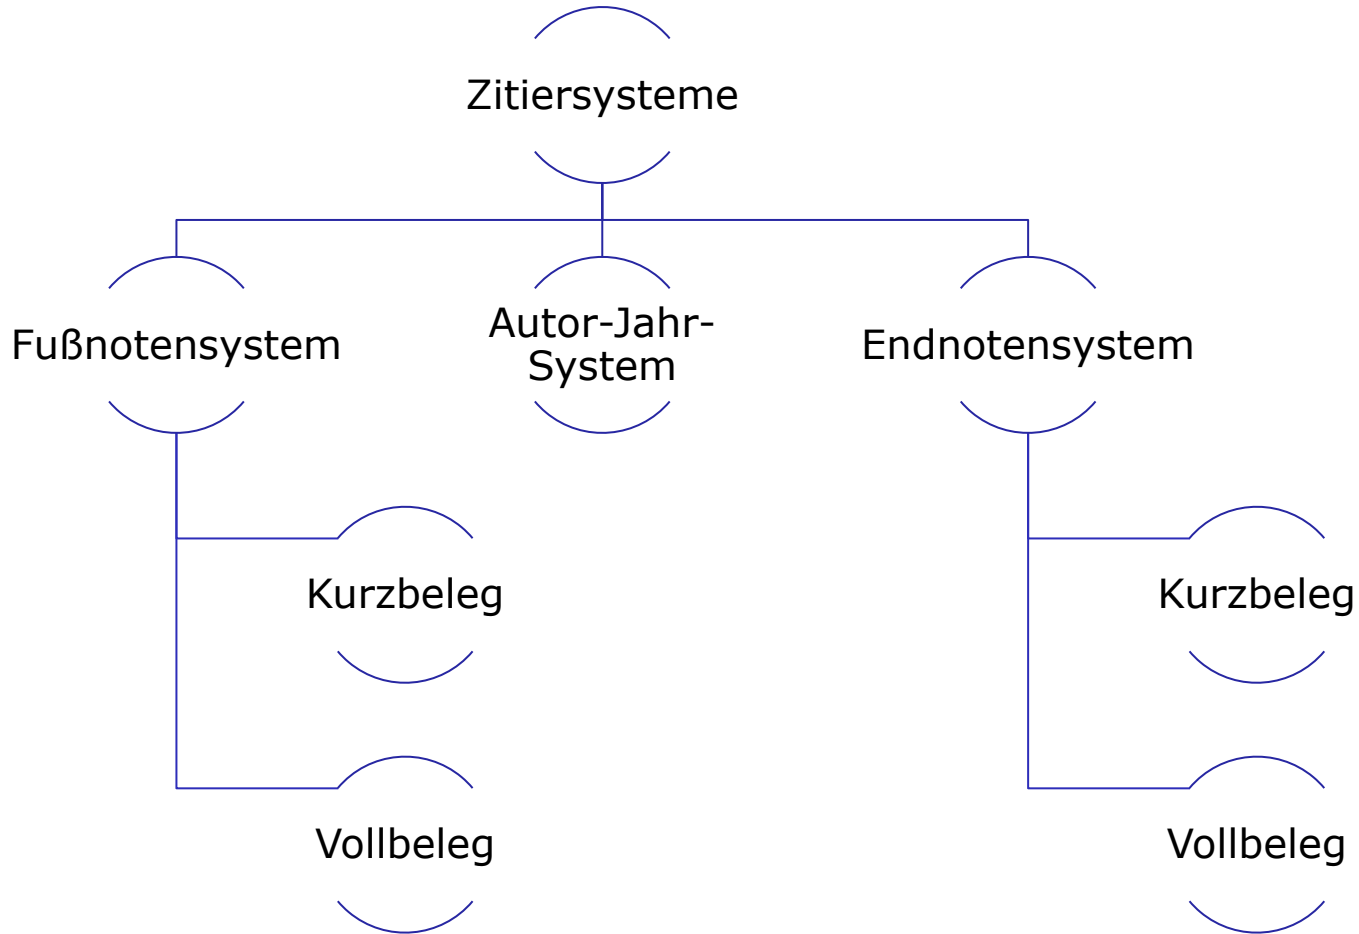 Zitiersysteme
Fußnotensystem
Autor-Jahr-
System
Endnotensystem
Kurzbeleg
Kurzbeleg
Vollbeleg
Vollbeleg